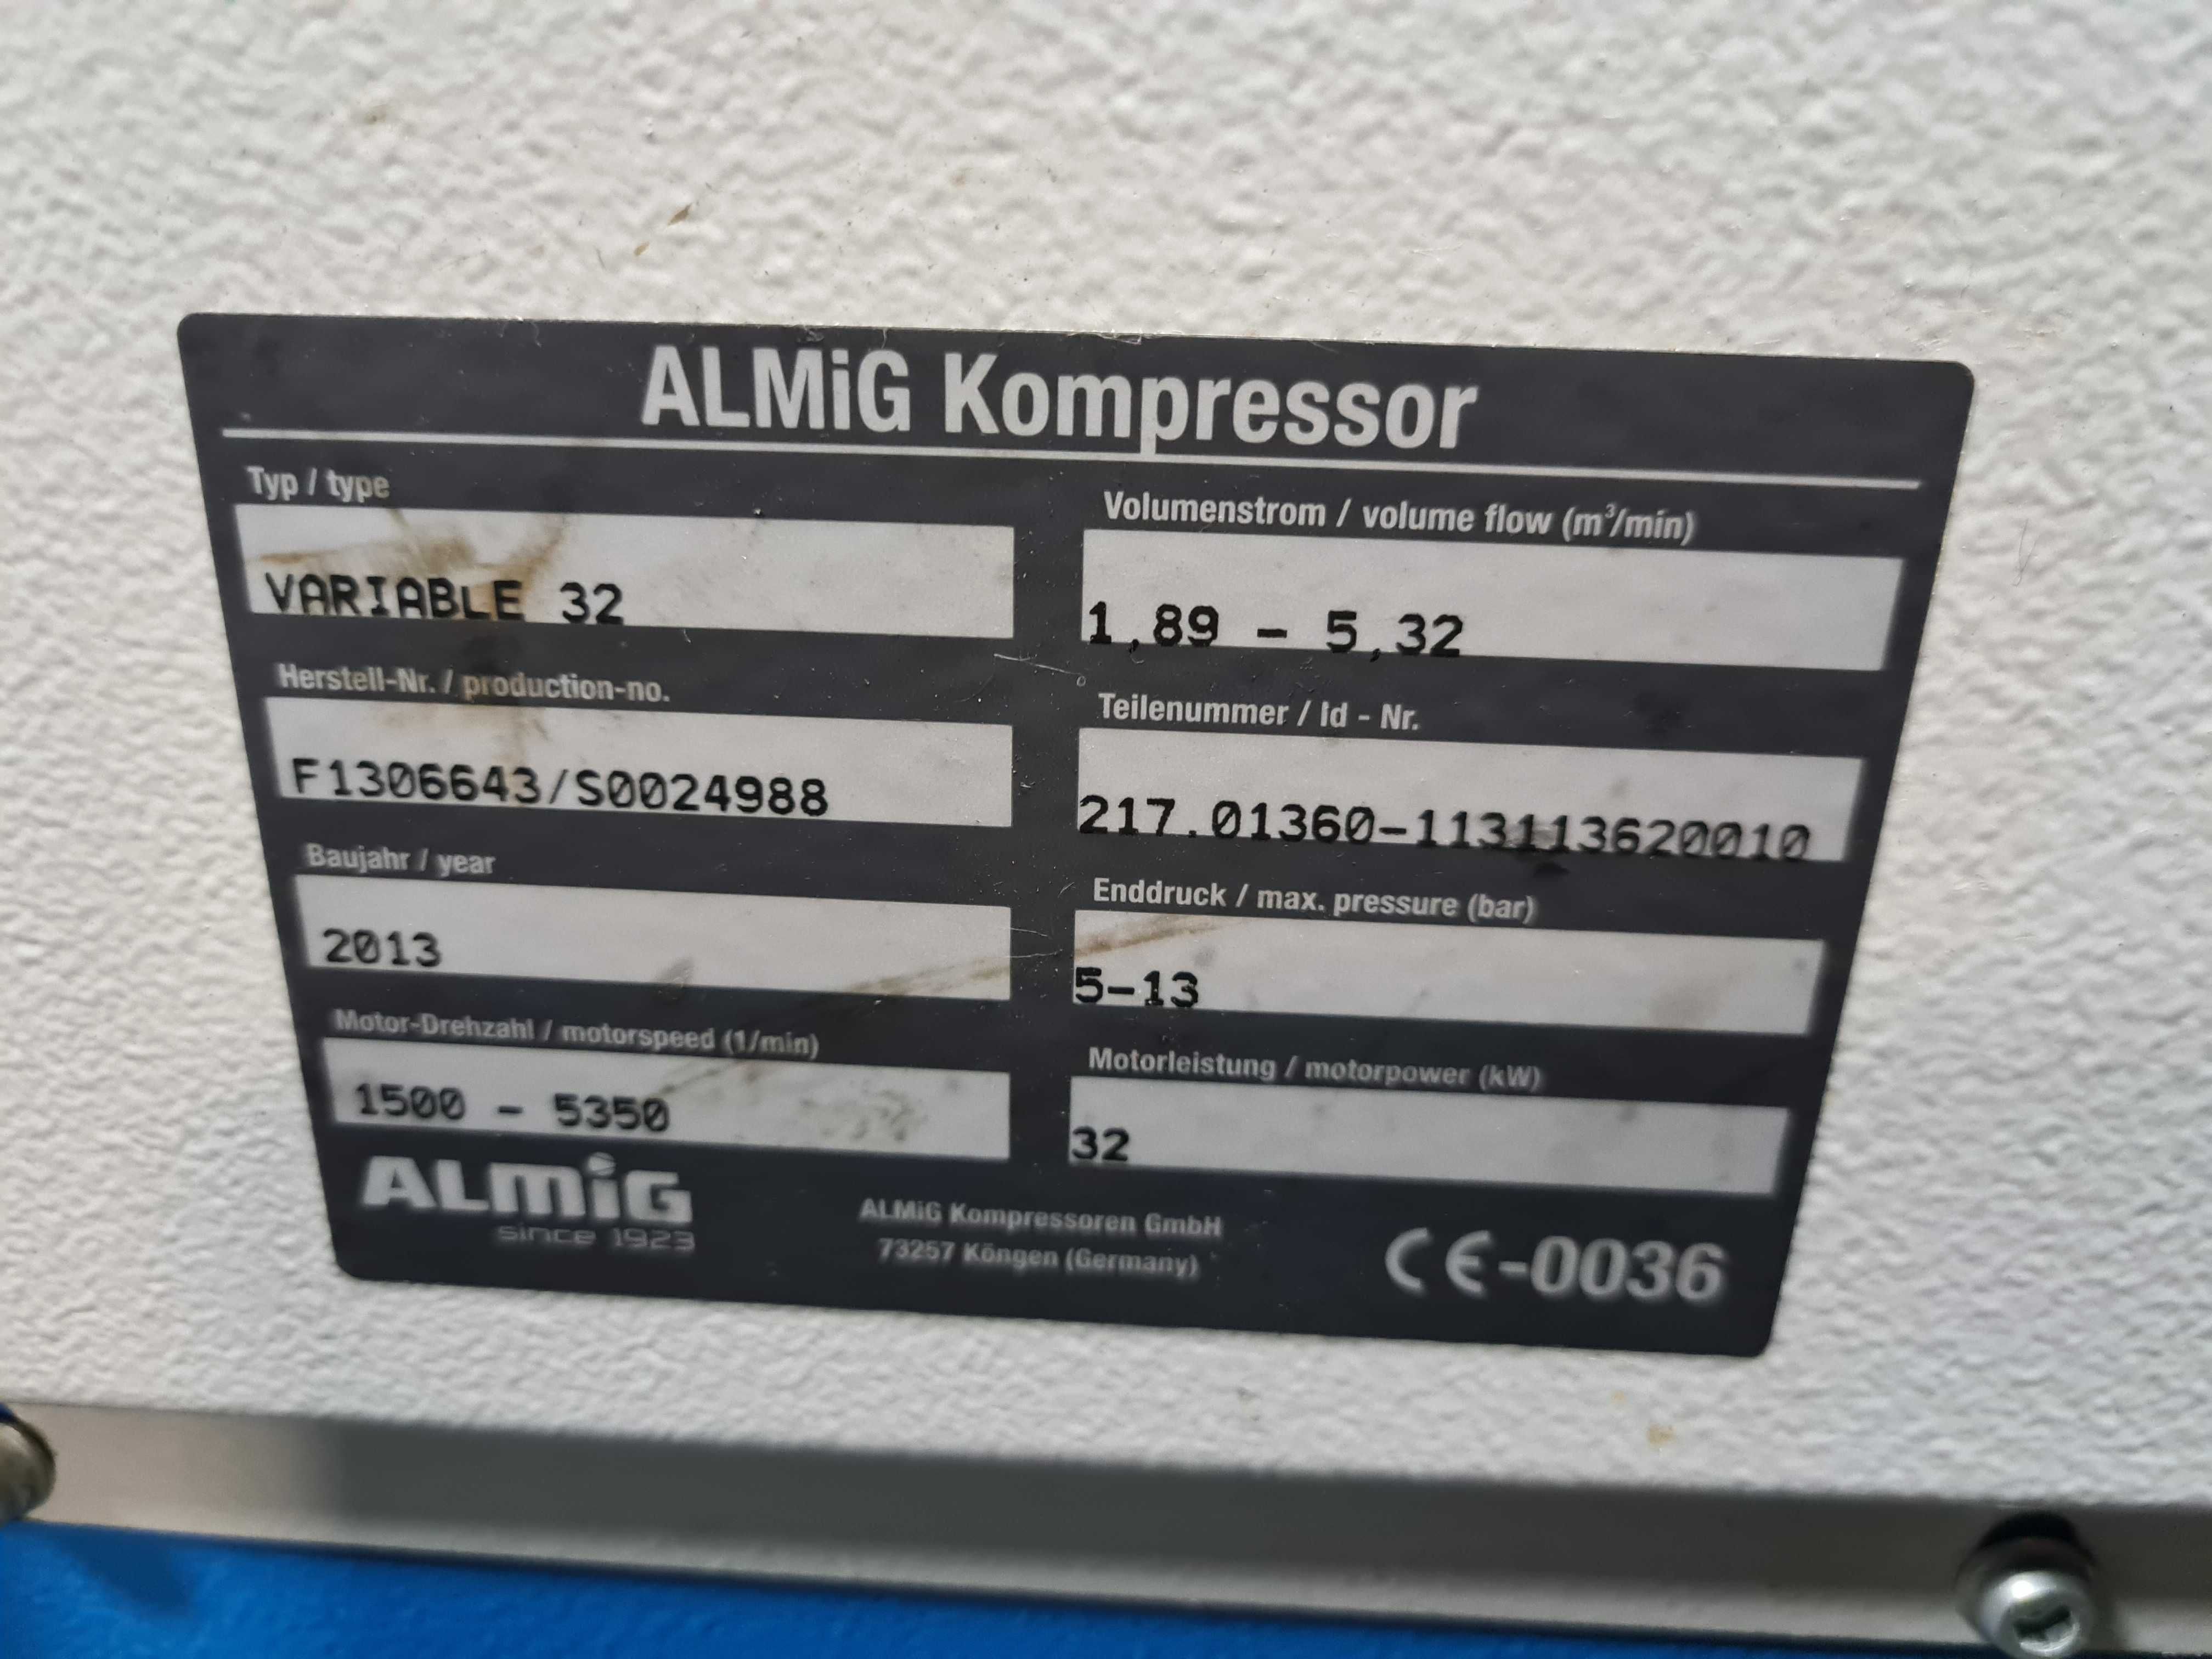 ALMiG Kompressor
Typ / type
VARIABLE 32
Volumenstrom / volume flow (m³/min)
1,89 - 5,32
Herstell-Nr. / production-no.
F1306643/S0024988
Teilenummer / Id - Nr.
217.01360-113113620010
Baujahr / year
2013
Enddruck / max. pressure (bar)
5-13
Motor-Drehzahl / motorspeed (1/min)
1500 - 5350
Motorleistung / motorpower (kW)
32
ALMiG
since 1923
ALMiG Kompressoren GmbH
73257 Köngen (Germany)
CE-0036